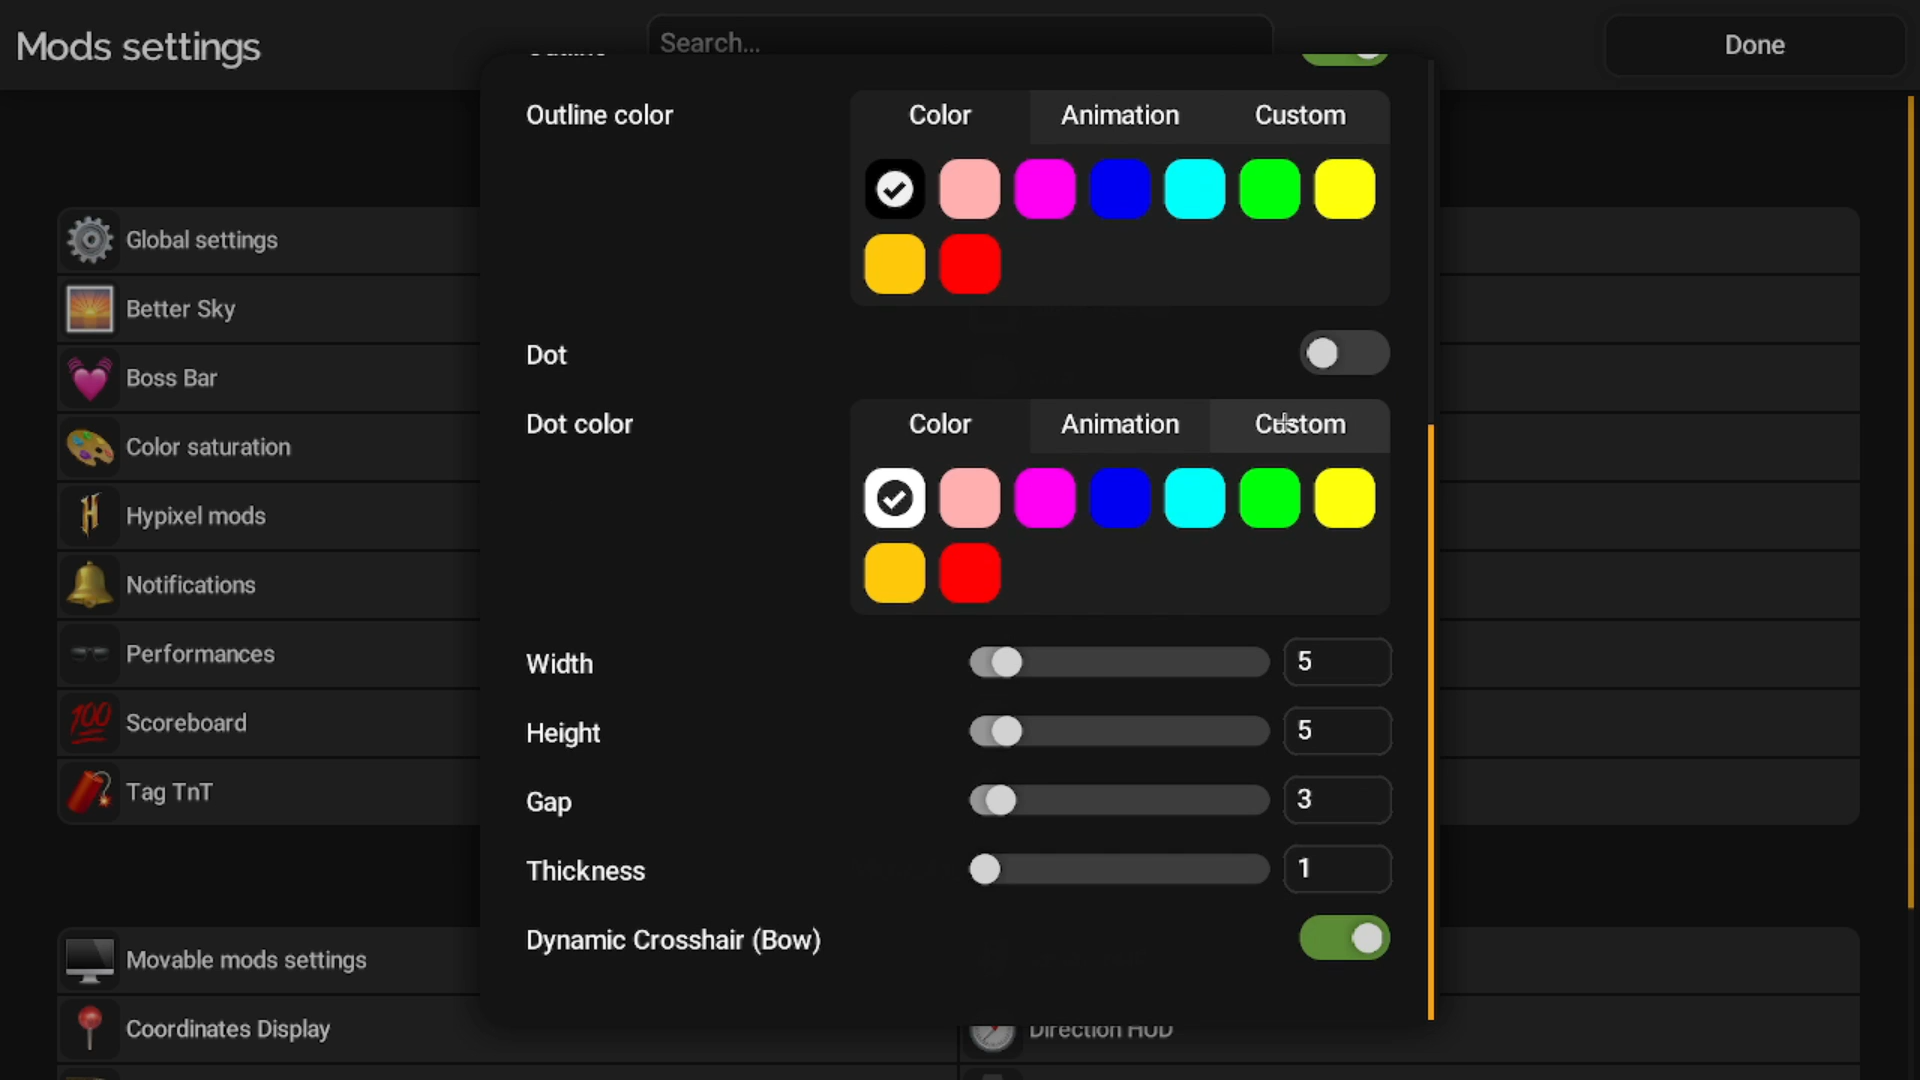 Mods settings
Search...
Done
Outline color
Color
Animation
Custom
Global settings
Better Sky
Boss Bar
Color saturation
Hypixel mods
Notifications
Performances
Scoreboard
Tag TnT
Dot
Dot color
Color
Animation
Custom
Width
5
Height
5
Gap
3
Thickness
1
Dynamic Crosshair (Bow)
Movable mods settings
Coordinates Display
Direction HUD